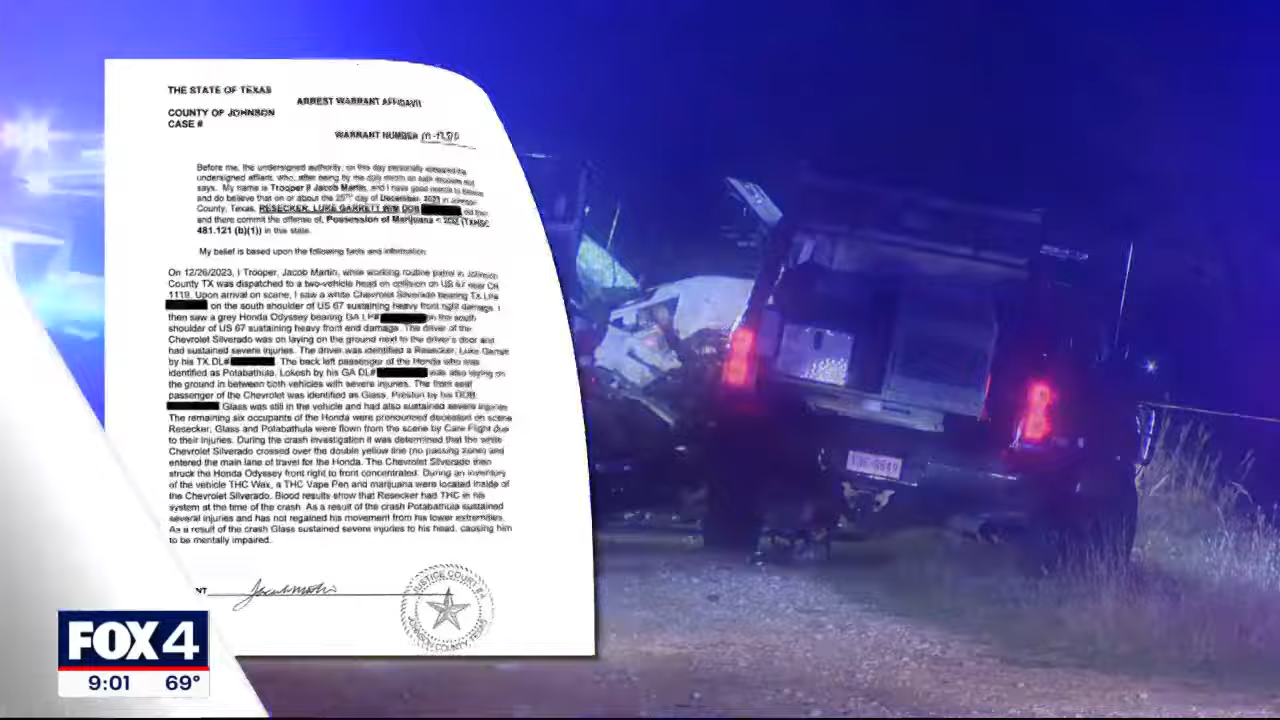 THE STATE OF TEXAS
ARREST WARRANT AFFIDAVIT
COUNTY OF JOHNSON
CASE #
WARRANT NUMBER
Before me, the undersigned authority, on this day personally appeared the
undersigned affiant, who, after being by me duly sworn on oath deposes and
says. My name is Trooper II Jacob Martin, and I have good reason to believe
and do believe that on or about the 25TH day of December, 2023 in Johnson
County, Texas, RESECKER, LUKE GARRETT W/M DOB did then
and there commit the offense of, Possession of Marijuana < 2OZ (TXHSC
481.121 (b)(1)) in this state.
My belief is based upon the following facts and information:
On 12/26/2023, I Trooper, Jacob Martin, while working routine patrol in Johnson
County TX was dispatched to a two-vehicle head on collision on US 67 near CR
1119. Upon arrival on scene, I saw a white Chevrolet Silverado bearing Tx LP#
on the south shoulder of US 67 sustaining heavy front right damage. I
then saw a grey Honda Odyssey bearing GA LP# on the south
shoulder of US 67 sustaining heavy front end damage. The driver of the
Chevrolet Silverado was on laying on the ground next to the driver's door and
had sustained severe injuries. The driver was identified a Resecker, Luke Garret
by his TX DL# . The back left passenger of the Honda who was
identified as Potabathula, Lokesh by his GA DL# was also laying on
the ground in between both vehicles with severe injuries. The front seat
passenger of the Chevrolet was identified as Glass, Preston by his DOB
Glass was still in the vehicle and had also sustained severe injuries.
The remaining six occupants of the Honda were pronounced deceased on scene
Resecker, Glass and Potabathula were flown from the scene by Care Flight due
to their injuries. During the crash investigation it was determined that the white
Chevrolet Silverado crossed over the double yellow line (no passing zone) and
entered the main lane of travel for the Honda. The Chevrolet Silverado then
struck the Honda Odyssey front right to front concentrated. During an inventory
of the vehicle THC Wax, a THC Vape Pen and marijuana were located inside of
the Chevrolet Silverado. Blood results show that Resecker had THC in his
system at the time of the crash. As a result of the crash Potabathula sustained
several injuries and has not regained his movement from his lower extremities.
As a result of the crash Glass sustained severe injuries to his head, causing him
to be mentally impaired.
NT
JUSTICE COURT
JOHNSON COUNTY, TEXAS
FOX 4
9:01 69°